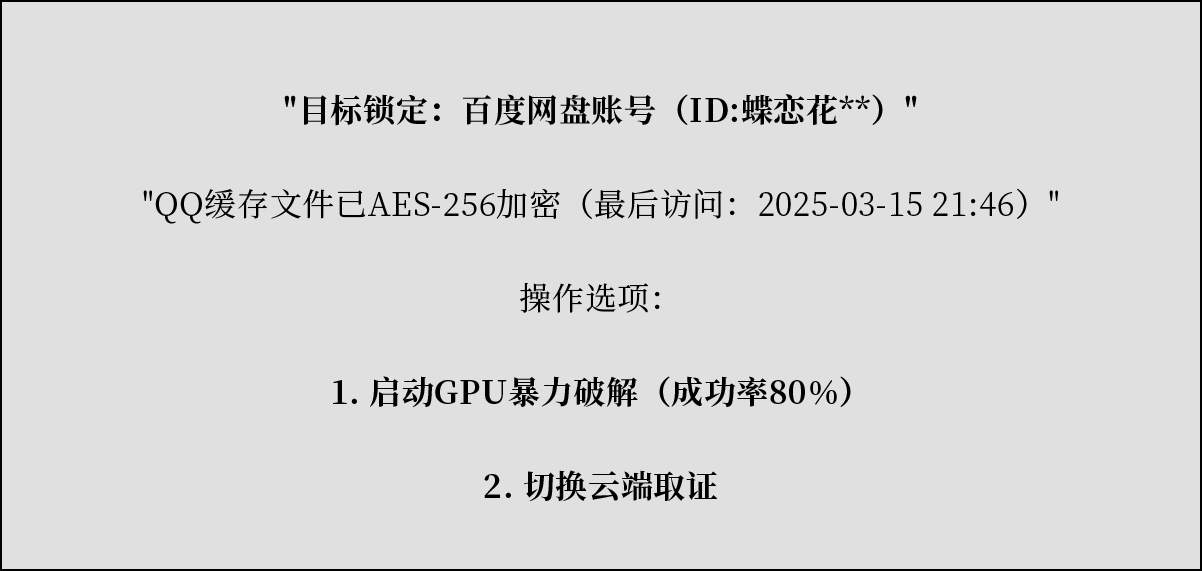 "目标锁定：百度网盘账号（ID:蝶恋花**）"
"QQ缓存文件已AES-256加密（最后访问：2025-03-15 21:46）"
操作选项：
1. 启动GPU暴力破解（成功率80%）
2. 切换云端取证